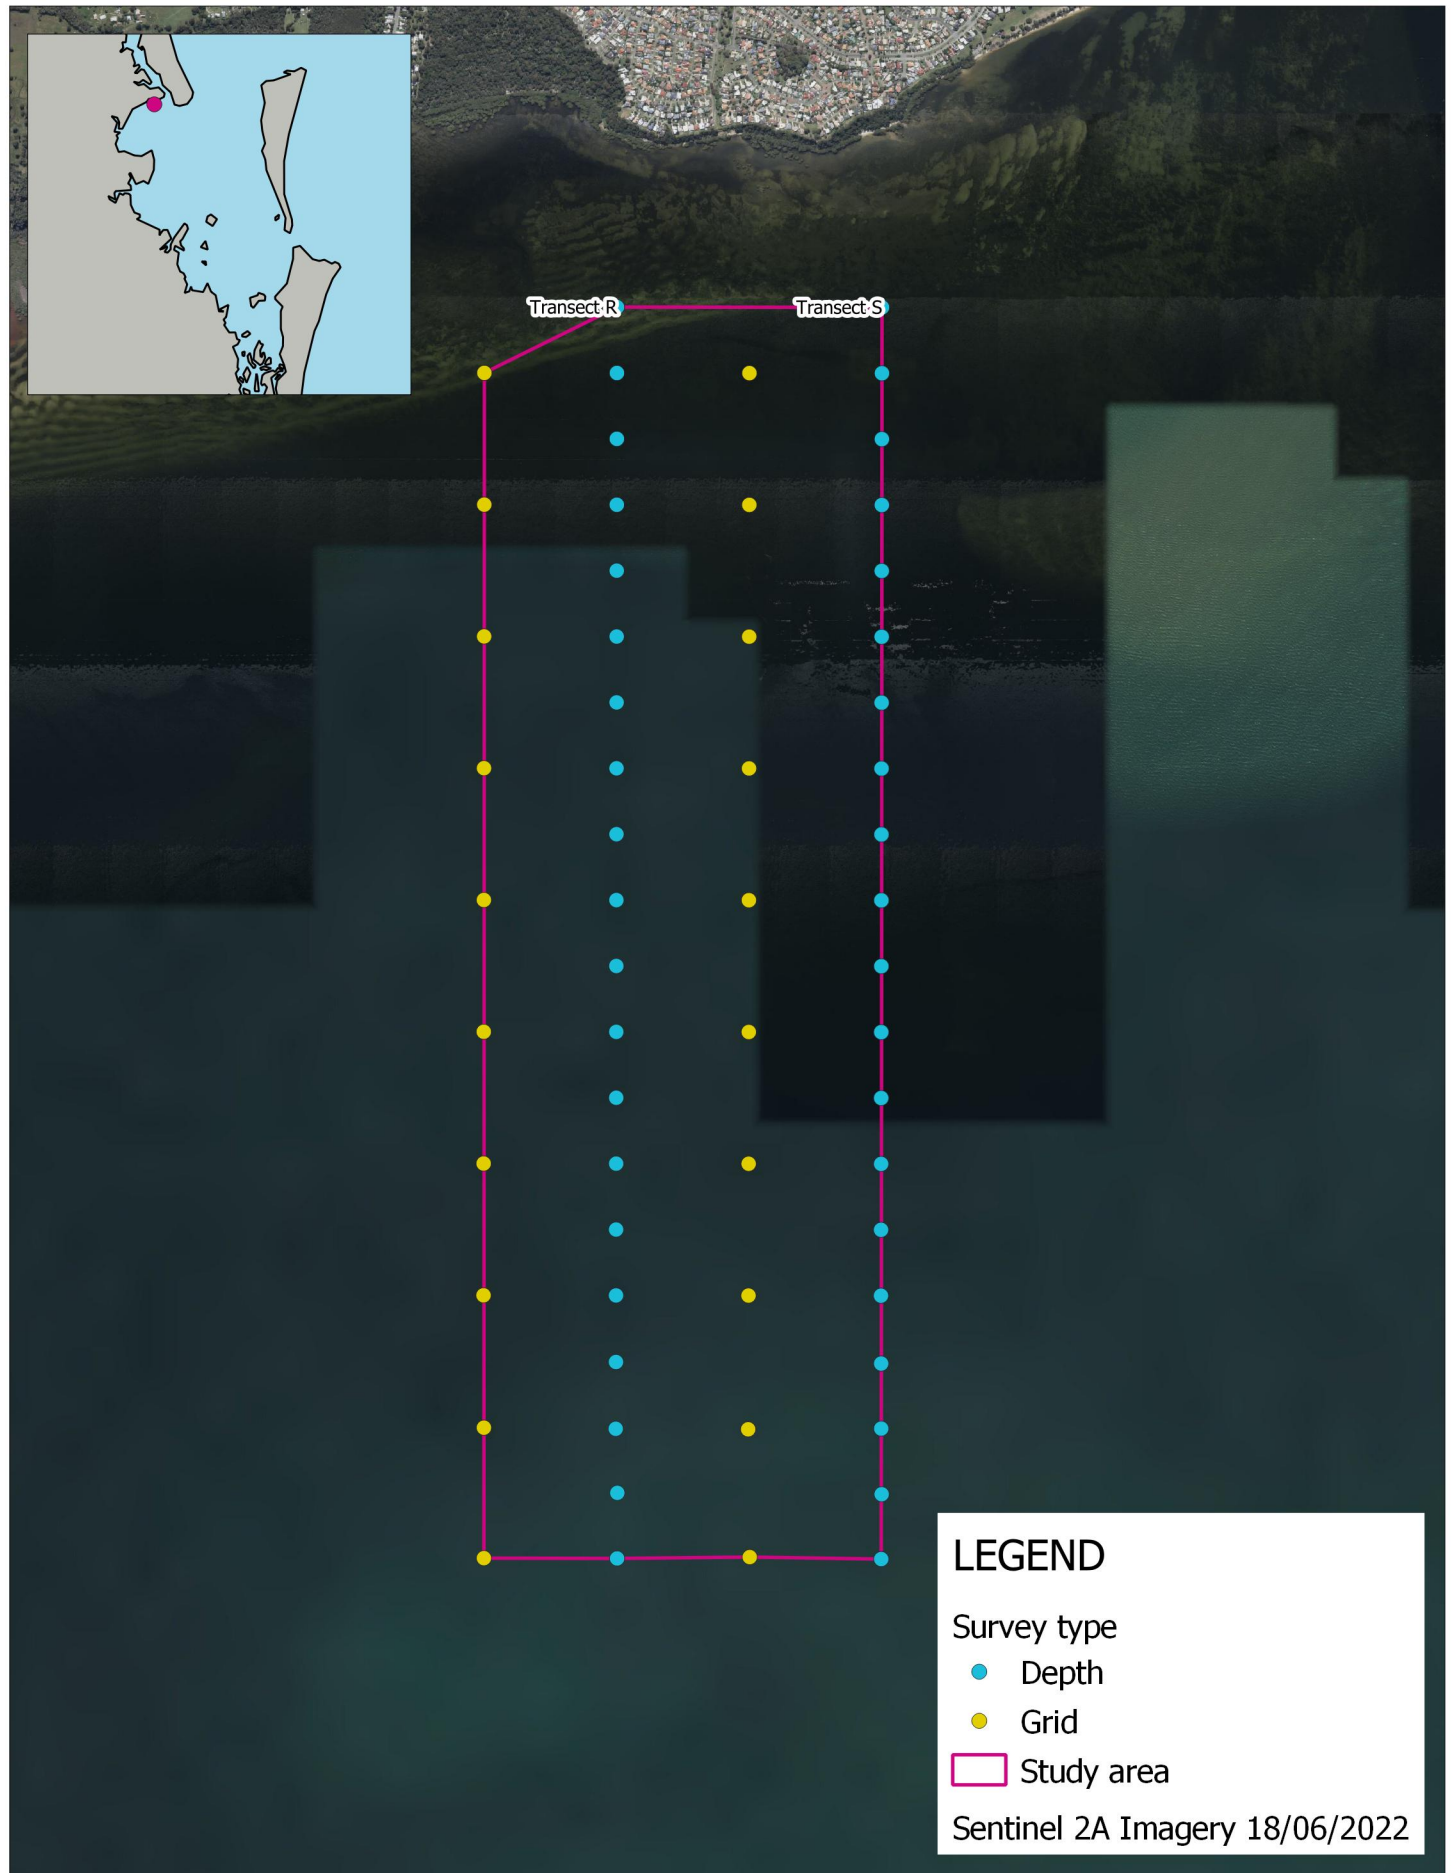 Transect R
Transect S
LEGEND
Survey type
Depth
Grid
Study area
Sentinel 2A Imagery 18/06/2022